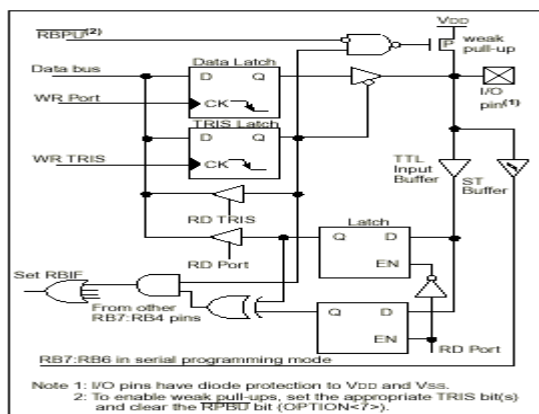 VDD
RBPU(2)
P weak
pull-up
Data bus
Data Latch
D Q
WR Port
CK
I/O
pin(1)
TRIS Latch
D Q
WR TRIS
CK
TTL
Input
Buffer
ST
Buffer
RD TRIS
Latch
Q D
RD Port
EN
Set RBIF
From other
RB7:RB4 pins
Q D
EN
RD Port
RB7:RB6 in serial programming mode
Note 1: I/O pins have diode protection to VDD and VSS.
2: To enable weak pull-ups, set the appropriate TRIS bit(s)
and clear the RPBU bit (OPTION<7>).